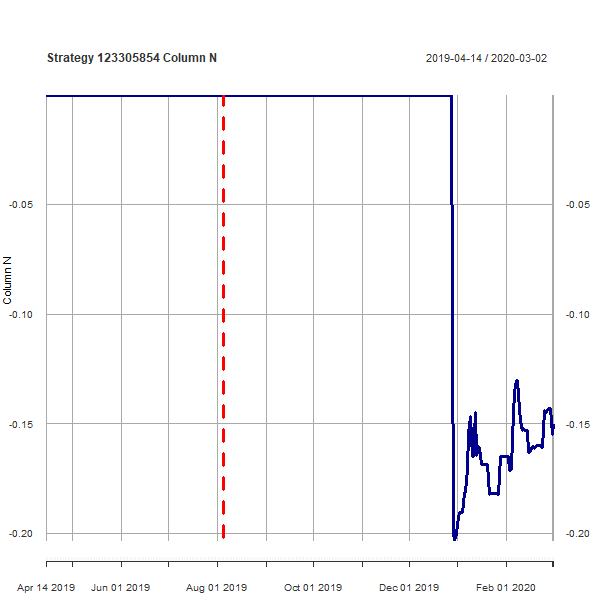 Strategy 123305854 Column N 2019-04-14 / 2020-03-02
-0.05 -0.05
Column N
-0.10 -0.10
-0.15 -0.15
-0.20 -0.20
Apr 14 2019 Jun 01 2019 Aug 01 2019 Oct 01 2019 Dec 01 2019 Feb 01 2020